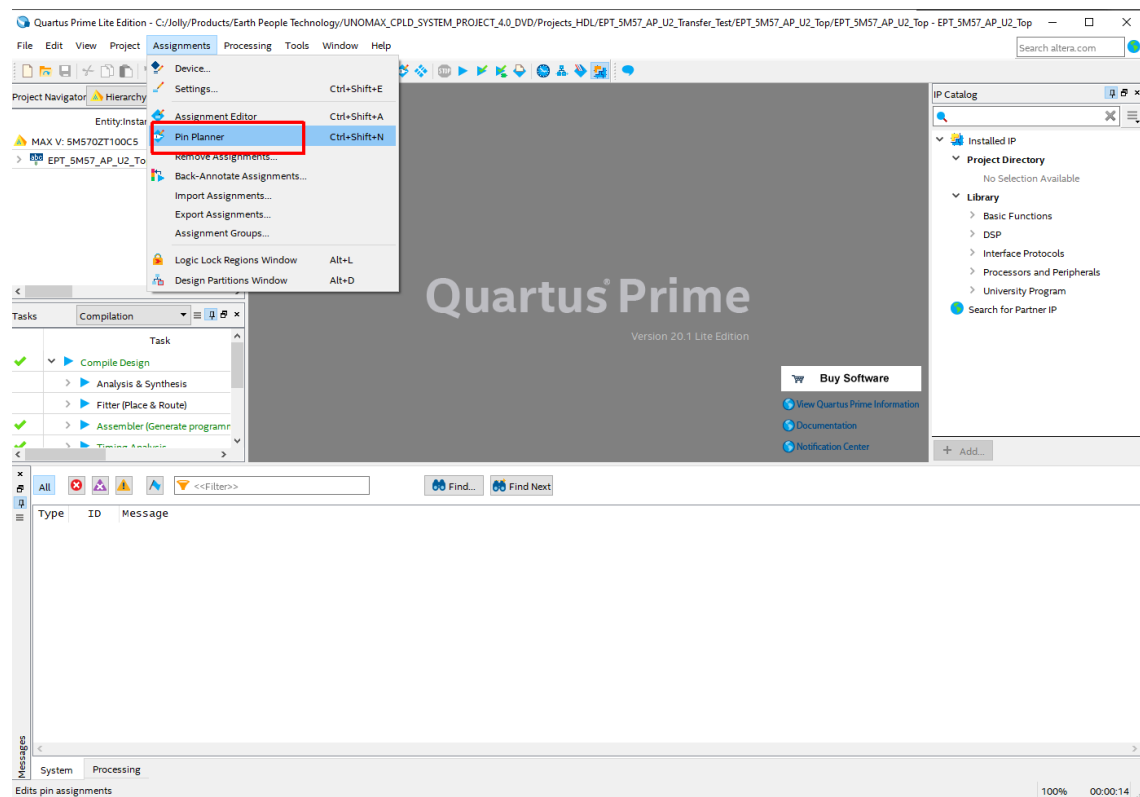 Quartus Prime Lite Edition - C:/Jolly/Products/Earth People Technology/UNOMAX_CPLD_SYSTEM_PROJECT_4.0_DVD/Projects_HDL/EPT_5M57_AP_U2_Transfer_Test/EPT_5M57_AP_U2_Top/EPT_5M57_AP_U2_Top - EPT_5M57_AP_U2_Top
File Edit View Project Assignments Processing Tools Window Help
Search altera.com
Device...
Settings... Ctrl+Shift+E
Assignment Editor Ctrl+Shift+A
Pin Planner Ctrl+Shift+N
Remove Assignments...
Back-Annotate Assignments...
Import Assignments...
Export Assignments...
Assignment Groups...
Logic Lock Regions Window Alt+L
Design Partitions Window Alt+D
Project Navigator Hierarchy
Entity:Instar
MAX V: 5M570ZT100C5
EPT_5M57_AP_U2_To
Tasks Compilation
Task
Compile Design
Analysis & Synthesis
Fitter (Place & Route)
Assembler (Generate programr
Timing Analysis
Quartus Prime
Version 20.1 Lite Edition
Buy Software
View Quartus Prime Information
Documentation
Notification Center
IP Catalog
Installed IP
Project Directory
No Selection Available
Library
Basic Functions
DSP
Interface Protocols
Processors and Peripherals
University Program
Search for Partner IP
+ Add...
All <<Filter>> Find... Find Next
Type ID Message
Messages
System Processing
Edits pin assignments 100% 00:00:14